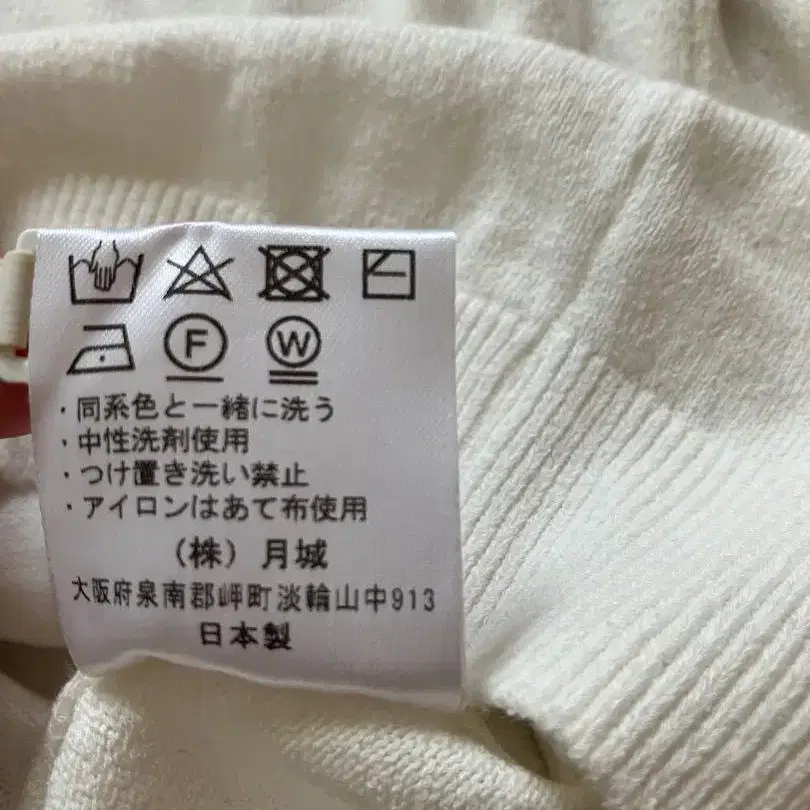 F W
・同系色と一緒に洗う
・中性洗剤使用
・つけ置き洗い禁止
・アイロンはあて布使用
（株）月城
大阪府泉南郡岬町淡輪山中913
日本製